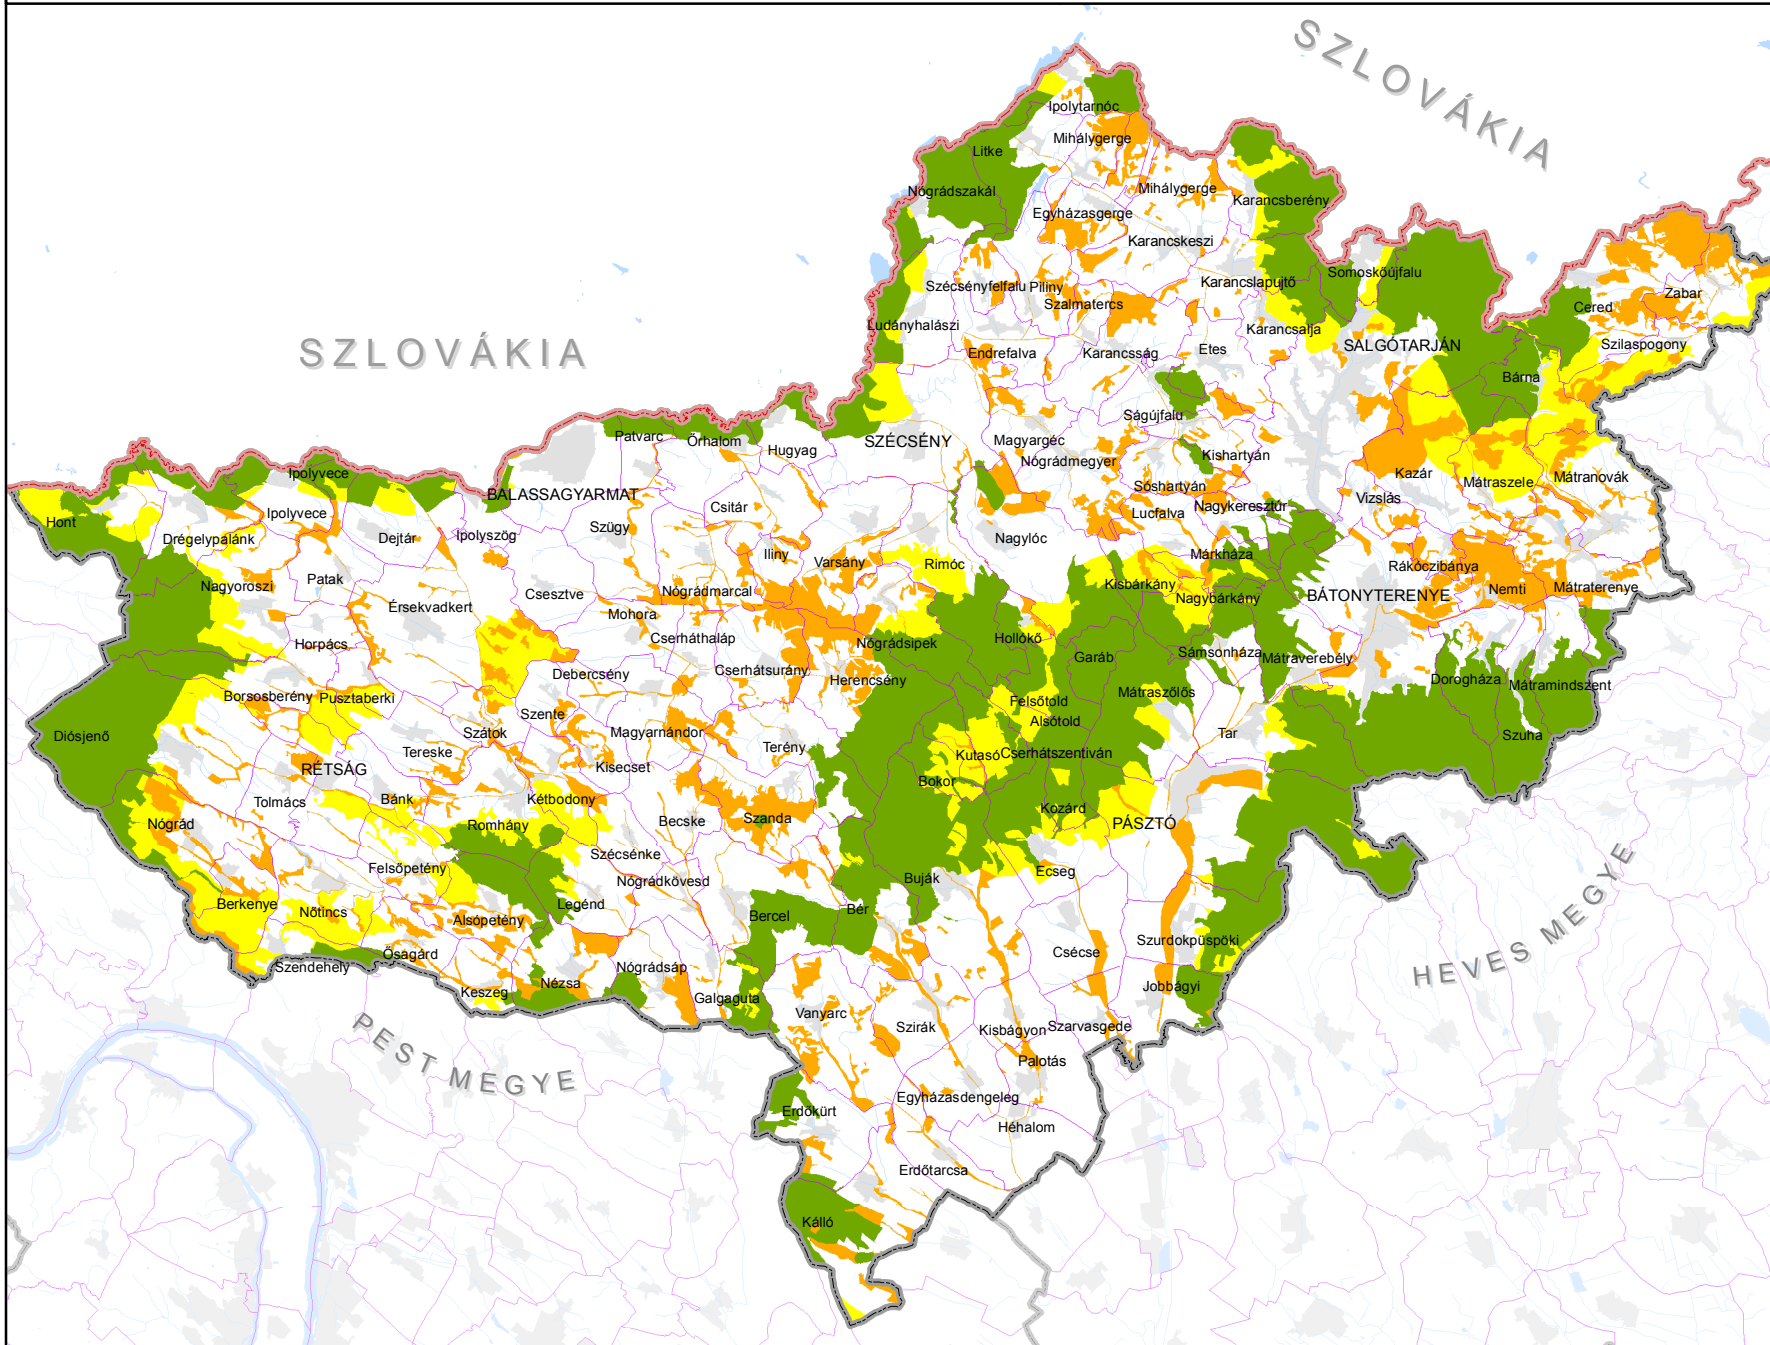 SZLOVÁKIA
SZLOVÁKIA
Ipolytarnóc
Mihálygerge
Litke
Nógrádszakál
Mihálygerge
Karancsberény
Egyházasgerge
Karancskeszi
Somoskőújfalu
Szécsényfelfalu
Piliny
Szalmatercs
Karancslapujtő
Cered
Zabar
Ludányhalászi
Karancsalja
SALGÓTARJÁN
Szilaspogony
Endrefalva
Karancsság
Etes
Bárna
Ságújfalu
Patvarc
Őrhalom
Hugyag
SZÉCSÉNY
Magyargéc
Nógrádmegyer
Kishartyán
Kazár
Mátraszele
Mátranovák
Ipolyvece
BALASSAGYARMAT
Sóshartyán
Vizslás
Hont
Ipolyvece
Csitár
Lucfalva
Nagykeresztúr
Drégelypalánk
Dejtár
Ipolyszög
Szügy
Nagylóc
Iliny
Varsány
Rimóc
Márkháza
Rákóczibánya
Nagyoroszi
Patak
Kisbárkány
Nemti
Mátraterenye
Érsekvadkert
Csesztve
Nógrádmarcal
Nagybárkány
BÁTONYTERENYE
Mohora
Horpács
Cserháthaláp
Nógrádsipek
Hollókő
Garáb
Sámsonháza
Mátraverebély
Debercsény
Cserhátsurány
Herencsény
Dorogháza
Mátramindszent
Borsosberény
Pusztaberki
Felsőtold
Mátraszőlős
Szente
Alsótold
Diósjenő
Szátok
Magyarnándor
Terény
Tar
Szuha
Tereske
Kutasó
Cserhátszentiván
RÉTSÁG
Kisecset
Bokor
Tolmács
Bánk
Kétbodony
Nógrád
Romhány
Becske
Szanda
Kozárd
PÁSZTÓ
Szécsénke
Felsőpetény
Nógrádkövesd
Buják
Ecseg
Berkenye
Nőtincs
Alsópetény
Legénd
Bercel
Bér
HEVES MEGYE
Szendehely
Ősagárd
Csécse
Szurdokpüspöki
Nógrádsáp
Keszeg
Nézsa
Galgaguta
Jobbágyi
Vanyarc
Szirák
Kisbágyon
Szarvasgede
PEST MEGYE
Palotás
Erdőkürt
Egyházasdengeleg
Héhalom
Erdőtarcsa
Kálló